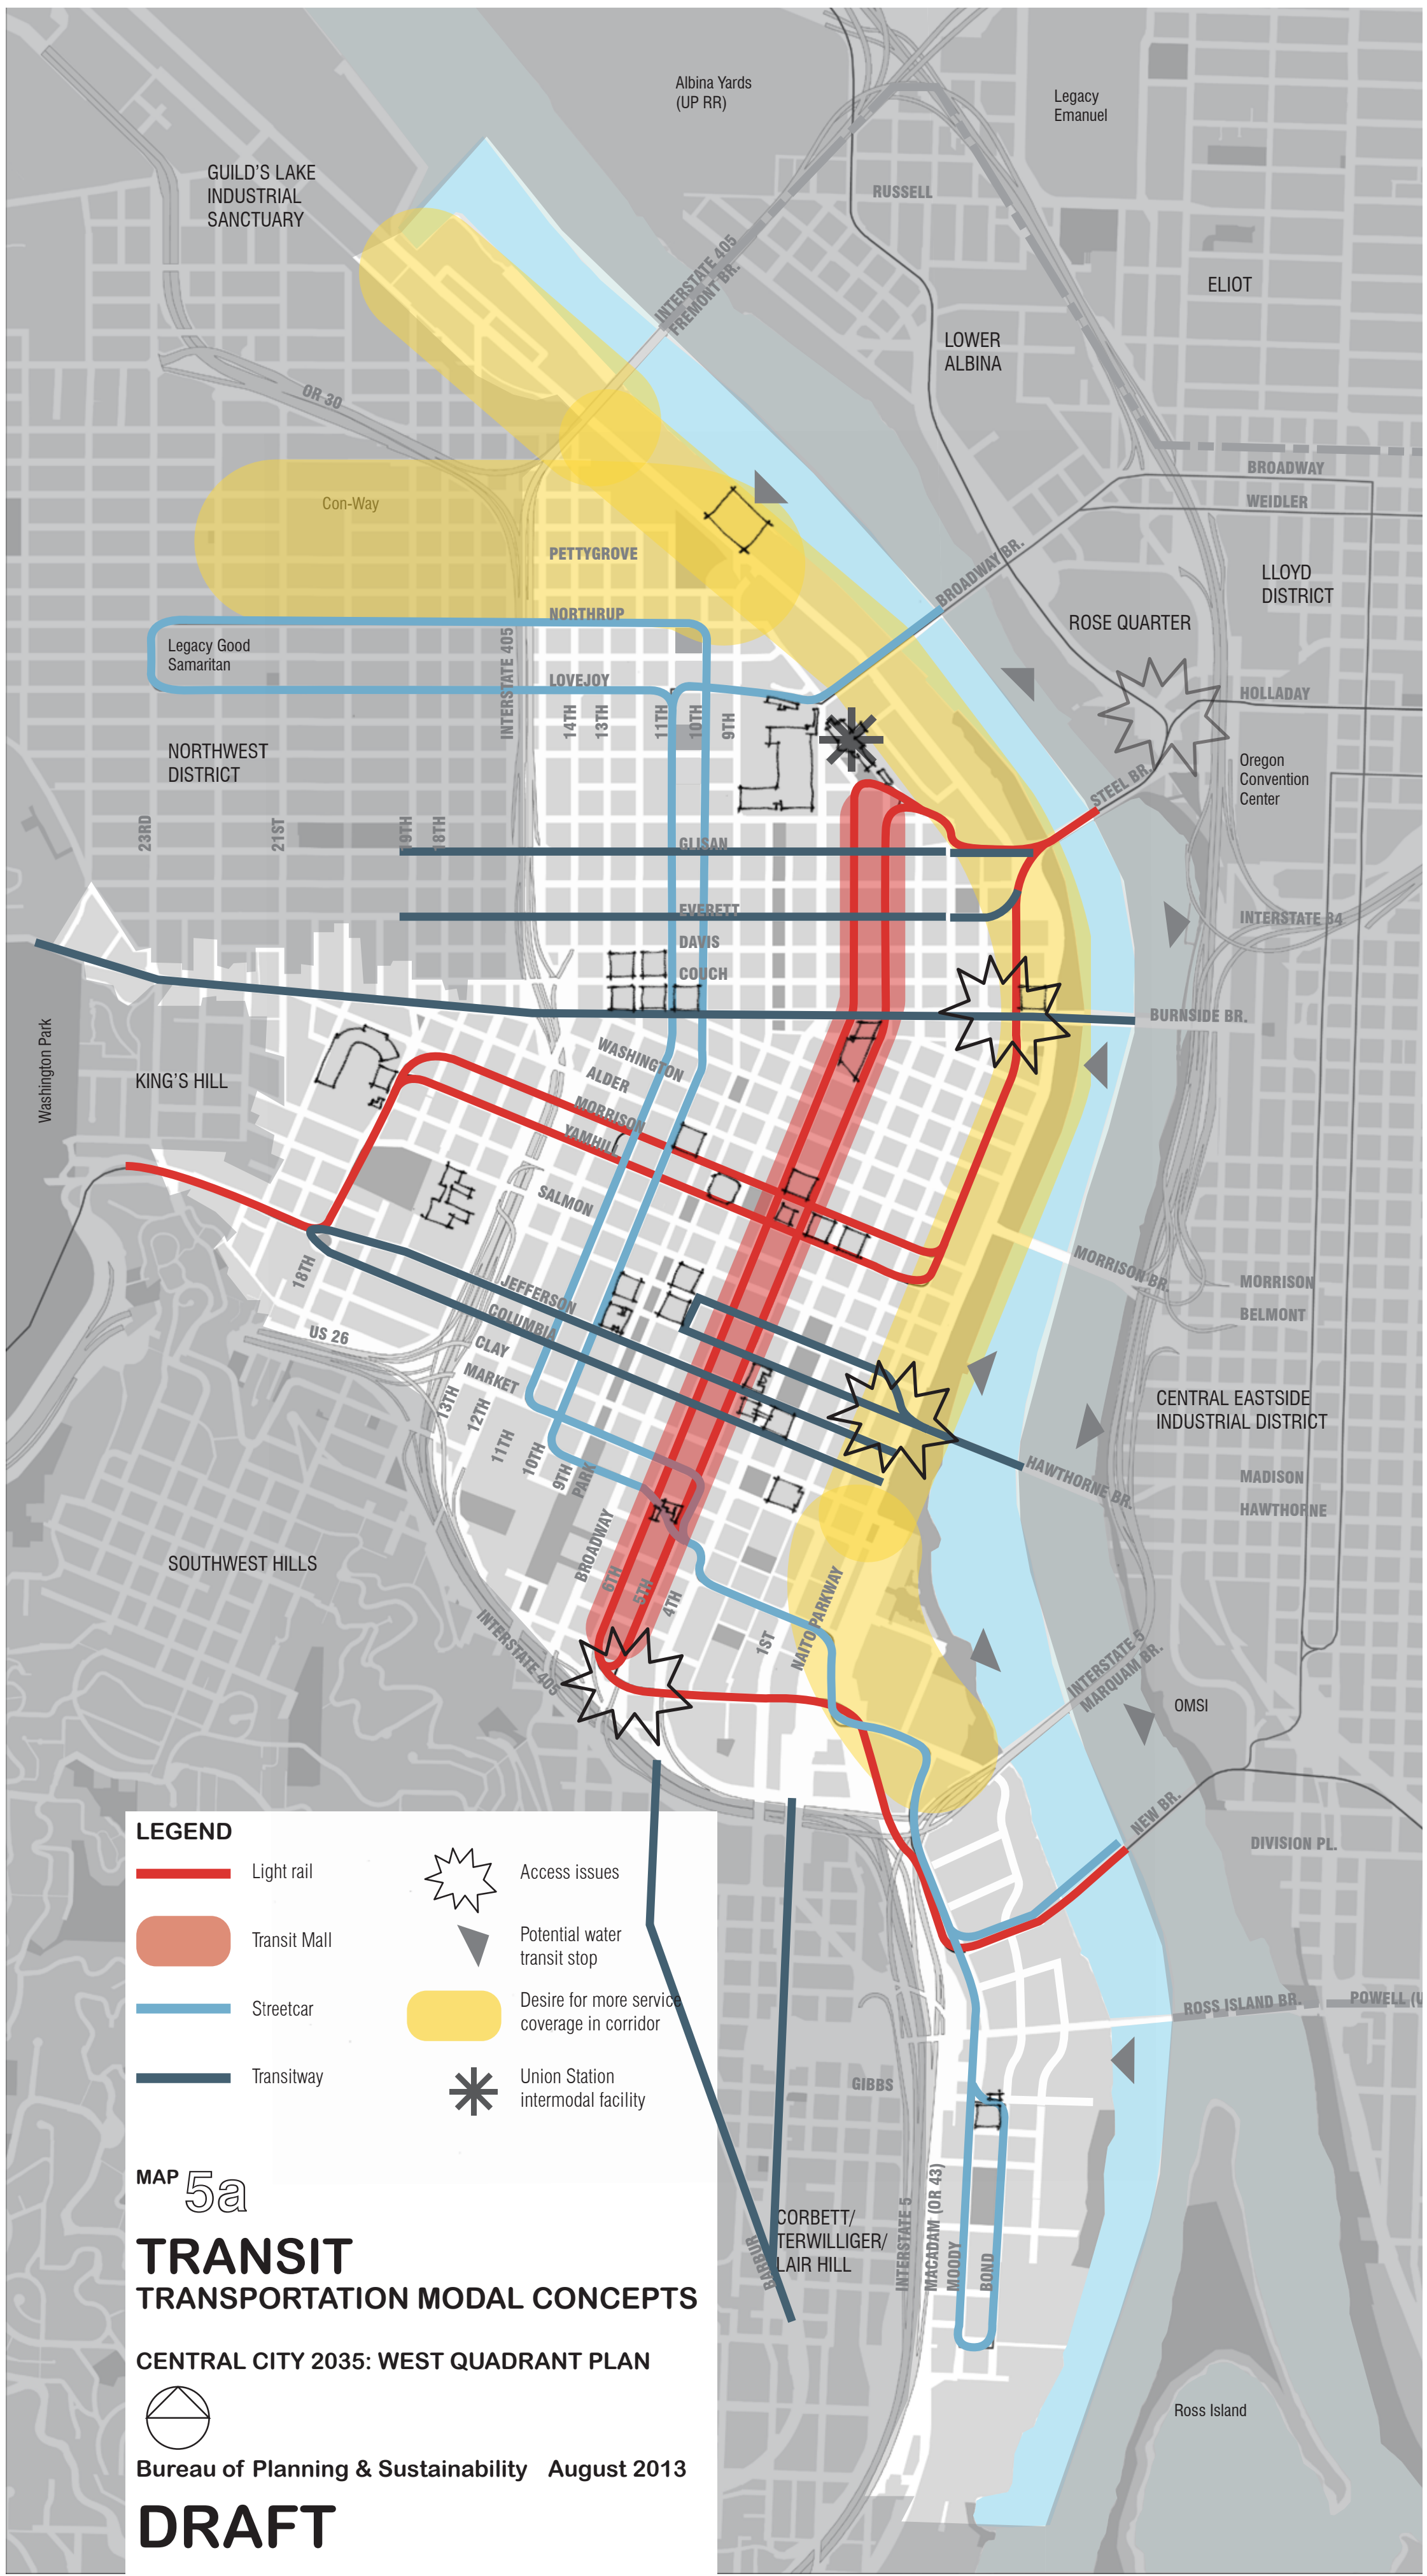 Albina Yards
(UP RR)
Legacy
Emanuel
GUILD'S LAKE
INDUSTRIAL
SANCTUARY
RUSSELL
INTERSTATE 405
FREMONT BR.
ELIOT
LOWER
ALBINA
OR 30
BROADWAY
WEIDLER
Con-Way
PETTYGROVE
BROADWAY BR.
LLOYD
DISTRICT
NORTHRUP
ROSE QUARTER
Legacy Good
Samaritan
INTERSTATE 405
LOVEJOY
HOLLADAY
14TH
13TH
11TH
10TH
9TH
NORTHWEST
DISTRICT
Oregon
Convention
Center
STEEL BR.
23RD
21ST
19TH
18TH
GLISAN
EVERETT
INTERSTATE 84
DAVIS
COUCH
BURNSIDE BR.
Washington Park
KING'S HILL
WASHINGTON
ALDER
MORRISON
YAMHILL
SALMON
18TH
MORRISON BR.
MORRISON
BELMONT
JEFFERSON
COLUMBIA
CLAY
MARKET
US 26
13TH
12TH
11TH
10TH
9TH
PARK
CENTRAL EASTSIDE
INDUSTRIAL DISTRICT
HAWTHORNE BR.
MADISON
HAWTHORNE
SOUTHWEST HILLS
BROADWAY
6TH
5TH
4TH
1ST
NAITO PARKWAY
INTERSTATE 405
INTERSTATE 5
MARQUAM BR.
OMSI
NEW BR.
DIVISION PL.
ROSS ISLAND BR.
POWELL (U
GIBBS
CORBETT/
TERWILLIGER/
LAIR HILL
BARBUR
INTERSTATE 5
MACADAM (OR 43)
MOODY
BOND
Ross Island
LEGEND
Light rail
Transit Mall
Streetcar
Transitway
Access issues
Potential water
transit stop
Desire for more service
coverage in corridor
Union Station
intermodal facility
MAP 5a
TRANSIT
TRANSPORTATION MODAL CONCEPTS
CENTRAL CITY 2035: WEST QUADRANT PLAN
Bureau of Planning & Sustainability August 2013
DRAFT